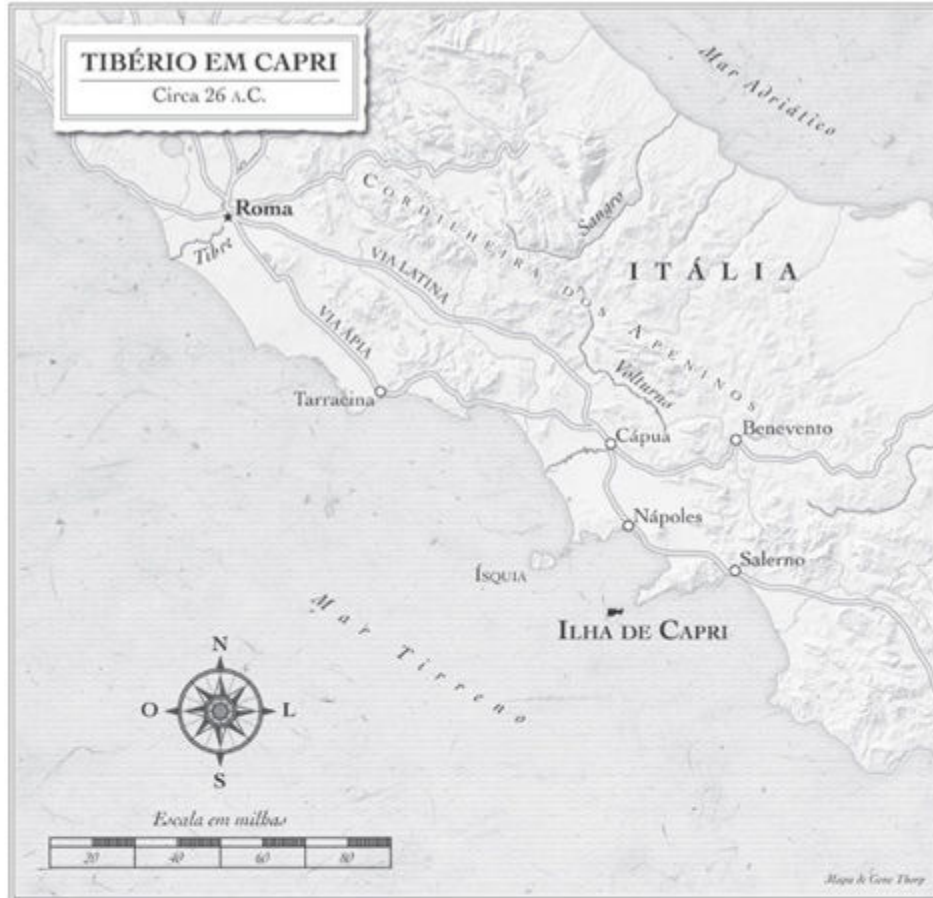 TIBÉRIO EM CAPRI
Circa 26 A.C.
Mar Adriático
Roma
CORDILHEIRA DOS APENINOS
Sangro
Tibre
ITÁLIA
VIA LATINA
VIA ÁPIA
Volturno
Tarracina
Cápua
Benevento
Nápoles
Salerno
ÍSQUIA
ILHA DE CAPRI
Mar Tirreno
N
O L
S
Escala em milhas
20 40 60 80
Mapa de Gene Thorp